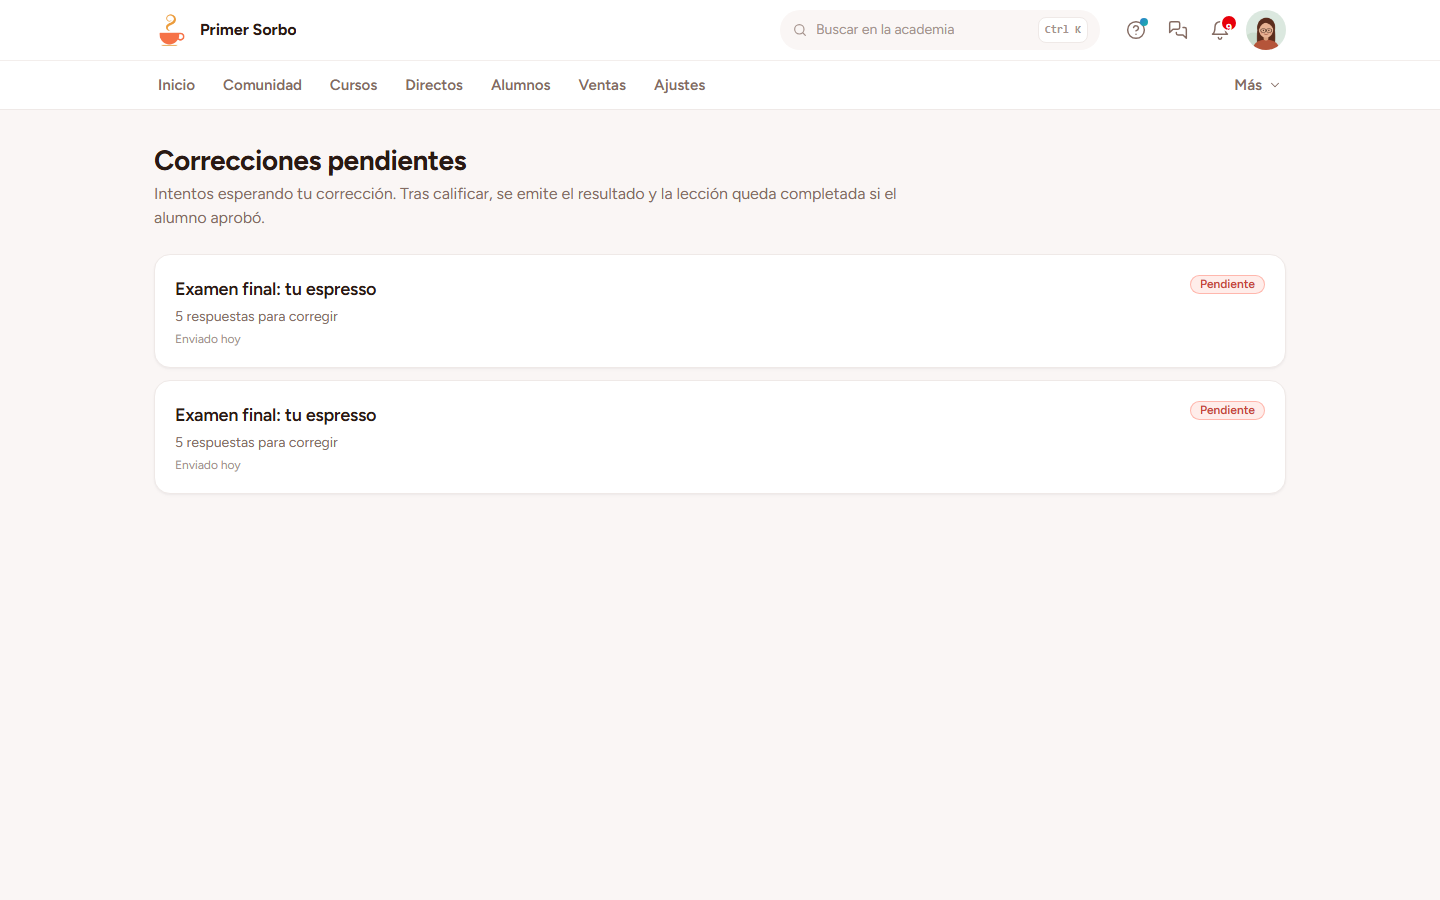 Primer Sorbo
Buscar en la academia
Ctrl K
9
Inicio
Comunidad
Cursos
Directos
Alumnos
Ventas
Ajustes
Más
Correcciones pendientes
Intentos esperando tu corrección. Tras calificar, se emite el resultado y la lección queda completada si el
alumno aprobó.
Examen final: tu espresso
Pendiente
5 respuestas para corregir
Enviado hoy
Examen final: tu espresso
Pendiente
5 respuestas para corregir
Enviado hoy